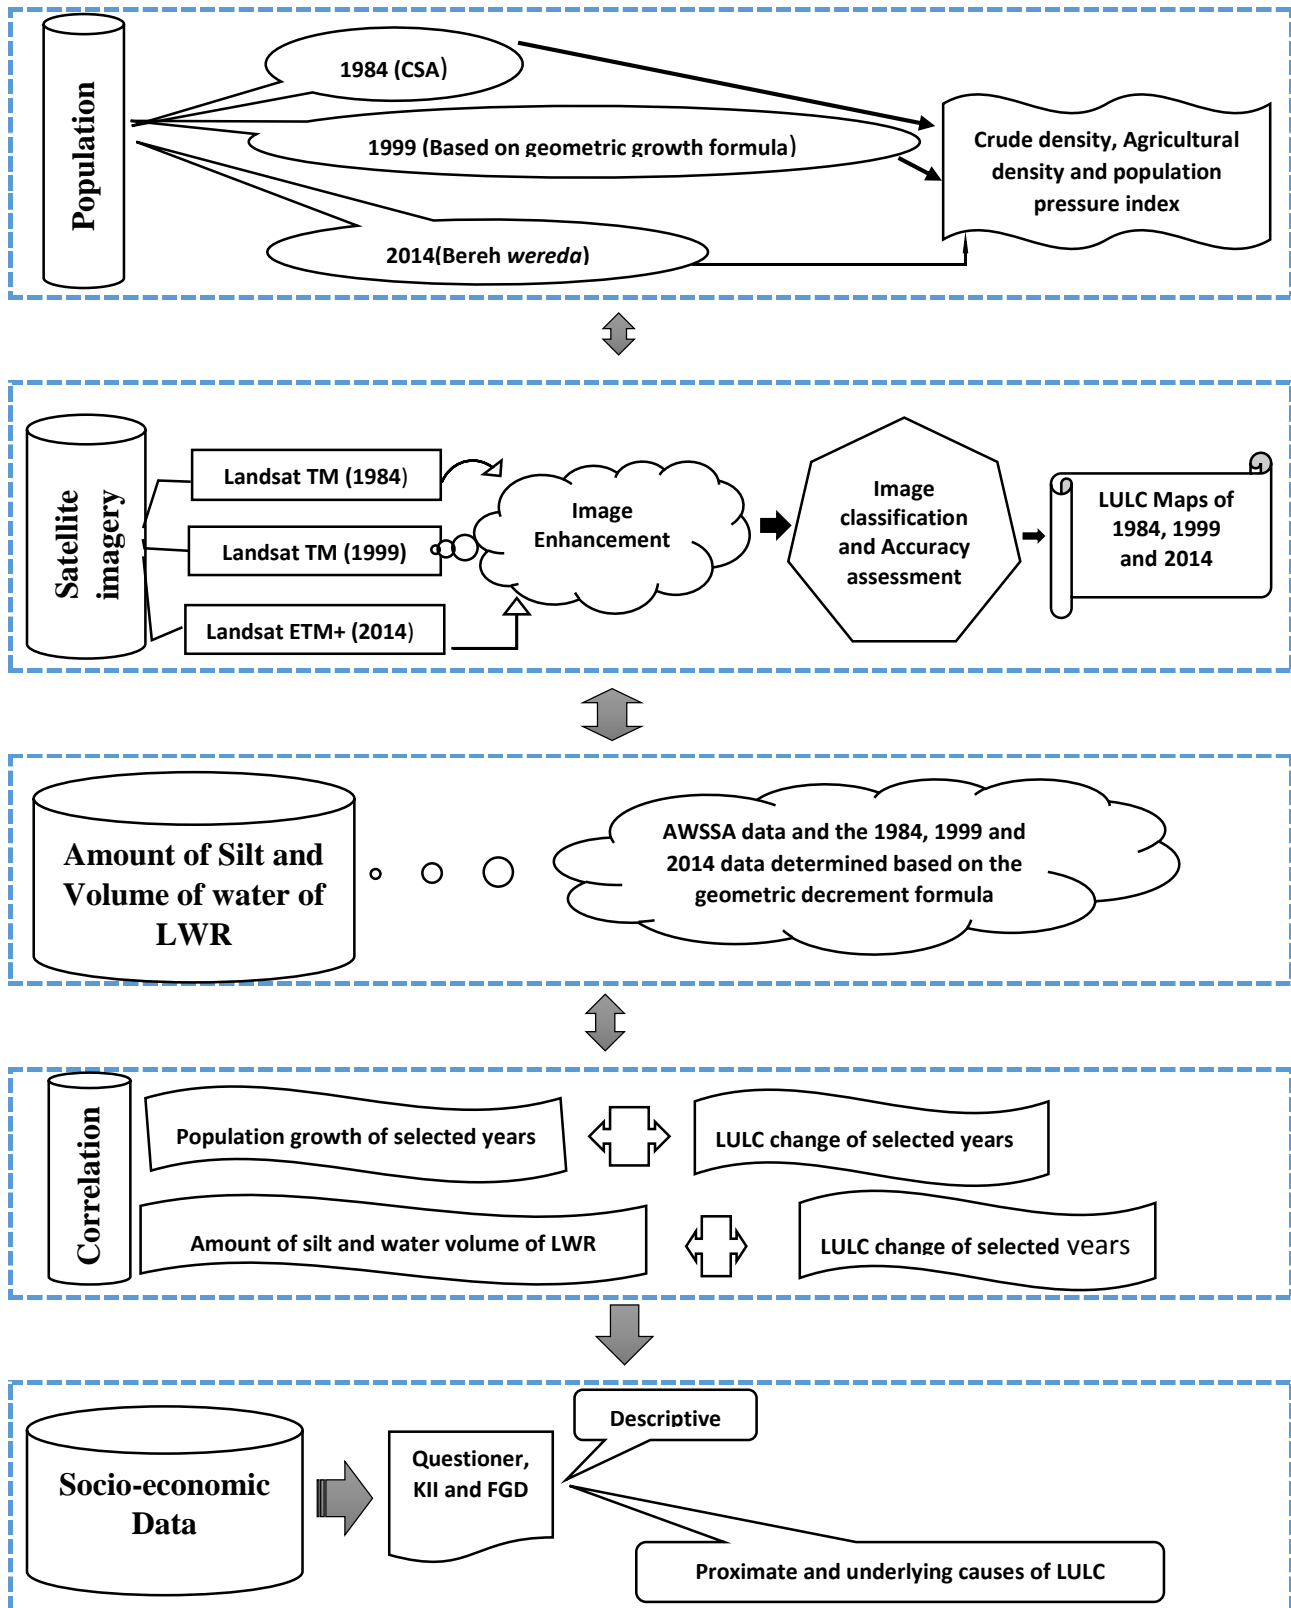 Population
1984 (CSA)
1999 (Based on geometric growth formula)
2014(Bereh wereda)
Crude density, Agricultural
density and population
pressure index
Satellite
imagery
Landsat TM (1984)
Landsat TM (1999)
Landsat ETM+ (2014)
Image
Enhancement
Image
classification
and Accuracy
assessment
LULC Maps of
1984, 1999
and 2014
Amount of Silt and
Volume of water of
LWR
AWSSA data and the 1984, 1999 and
2014 data determined based on the
geometric decrement formula
Correlation
Population growth of selected years
LULC change of selected years
Amount of silt and water volume of LWR
LULC change of selected years
Socio-economic
Data
Questioner,
KII and FGD
Descriptive
Proximate and underlying causes of LULC